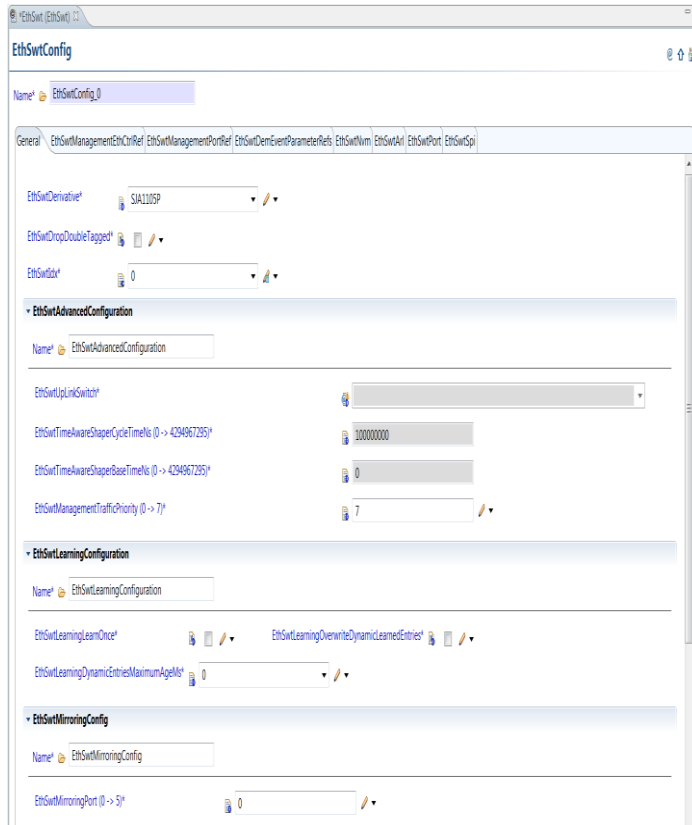 *EthSwt (EthSwt)
EthSwtConfig
Name* EthSwtConfig_0
General EthSwtManagementEthCtrlRef EthSwtManagementPortRef EthSwtDemEventParameterRefs EthSwtNvm EthSwtArl EthSwtPort EthSwtSpi
EthSwtDerivative* SJA1105P
EthSwtDropDoubleTagged*
EthSwtIdx* 0
EthSwtAdvancedConfiguration
Name* EthSwtAdvancedConfiguration
EthSwtUpLinkSwitch*
EthSwtTimeAwareShaperCycleTimeNs (0 -> 4294967295)* 100000000
EthSwtTimeAwareShaperBaseTimeNs (0 -> 4294967295)* 0
EthSwtManagementTrafficPriority (0 -> 7)* 7
EthSwtLearningConfiguration
Name* EthSwtLearningConfiguration
EthSwtLearningLearnOnce* EthSwtLearningOverwriteDynamicLearnedEntries*
EthSwtLearningDynamicEntriesMaximumAgeMs* 0
EthSwtMirroringConfig
Name* EthSwtMirroringConfig
EthSwtMirroringPort (0 -> 5)* 0